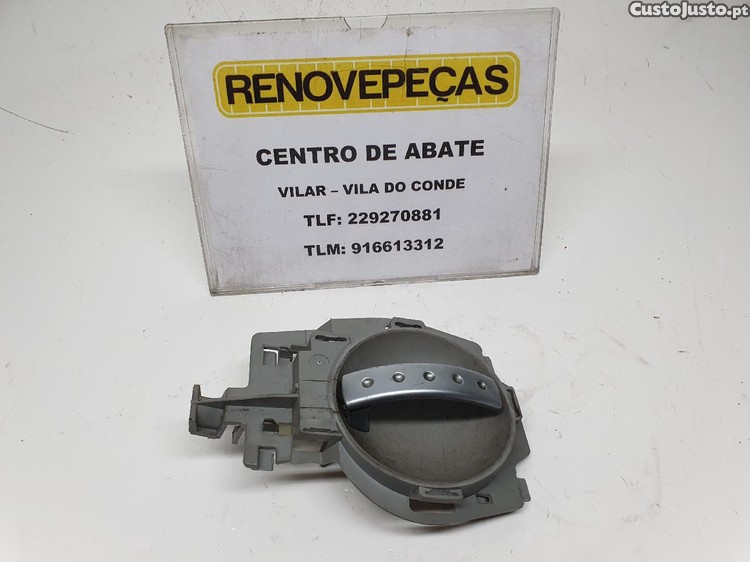 CustoJusto.pt
RENOVEPEÇAS
CENTRO DE ABATE
VILAR – VILA DO CONDE
TLF: 229270881
TLM: 916613312